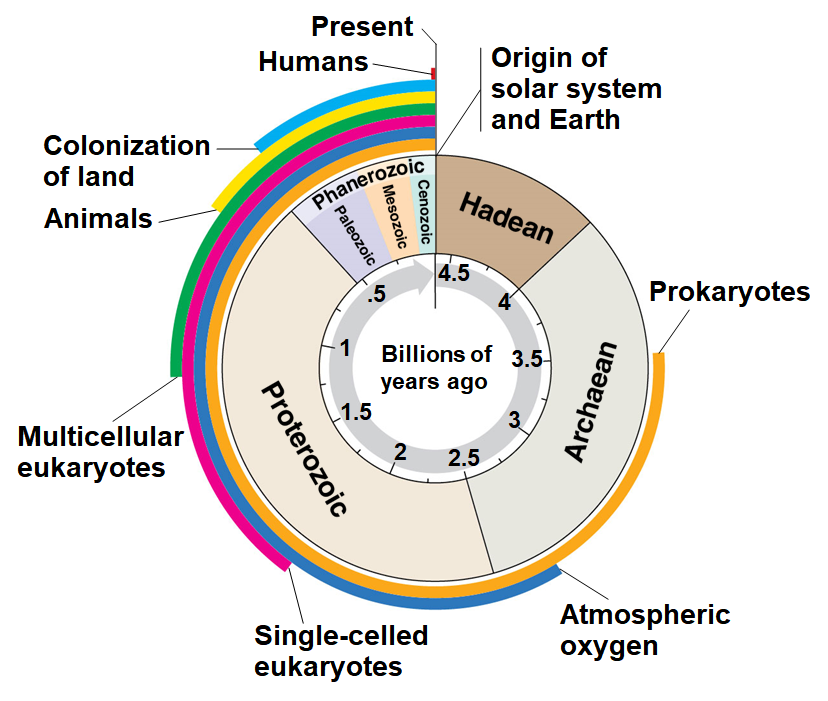 Present
Humans
Origin of
solar system
and Earth
Colonization
of land
Animals
Phanerozoic
Paleozoic
Mesozoic
Cenozoic
Hadean
Prokaryotes
Archaean
Proterozoic
4.5
4
3.5
3
2.5
2
1.5
1
.5
Billions of
years ago
Multicellular
eukaryotes
Single-celled
eukaryotes
Atmospheric
oxygen